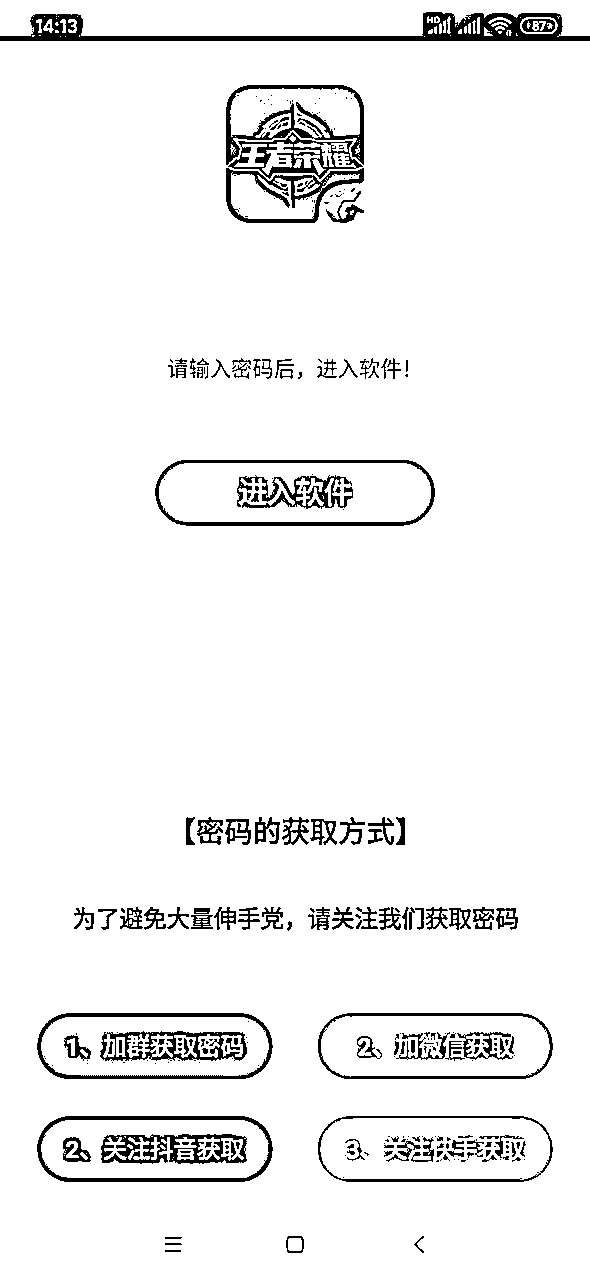 14:13
HD
87
王者荣耀
请输入密码后，进入软件！
进入软件
【密码的获取方式】
为了避免大量伸手党，请关注我们获取密码
1、加群获取密码
2、加微信获取
2、关注抖音获取
3、关注快手获取